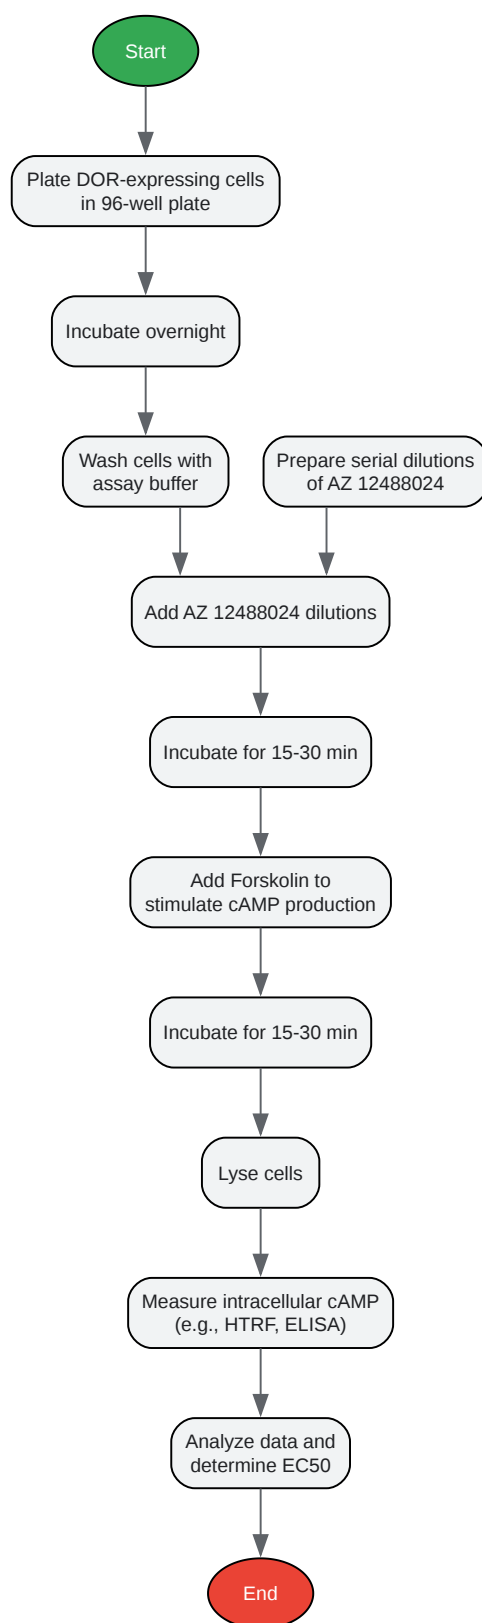 Start
Plate DOR-expressing cells
in 96-well plate
Incubate overnight
Wash cells with
assay buffer
Prepare serial dilutions
of AZ 12488024
Add AZ 12488024 dilutions
Incubate for 15-30 min
Add Forskolin to
stimulate cAMP production
Incubate for 15-30 min
Lyse cells
Measure intracellular cAMP
(e.g., HTRF, ELISA)
Analyze data and
determine EC50
End